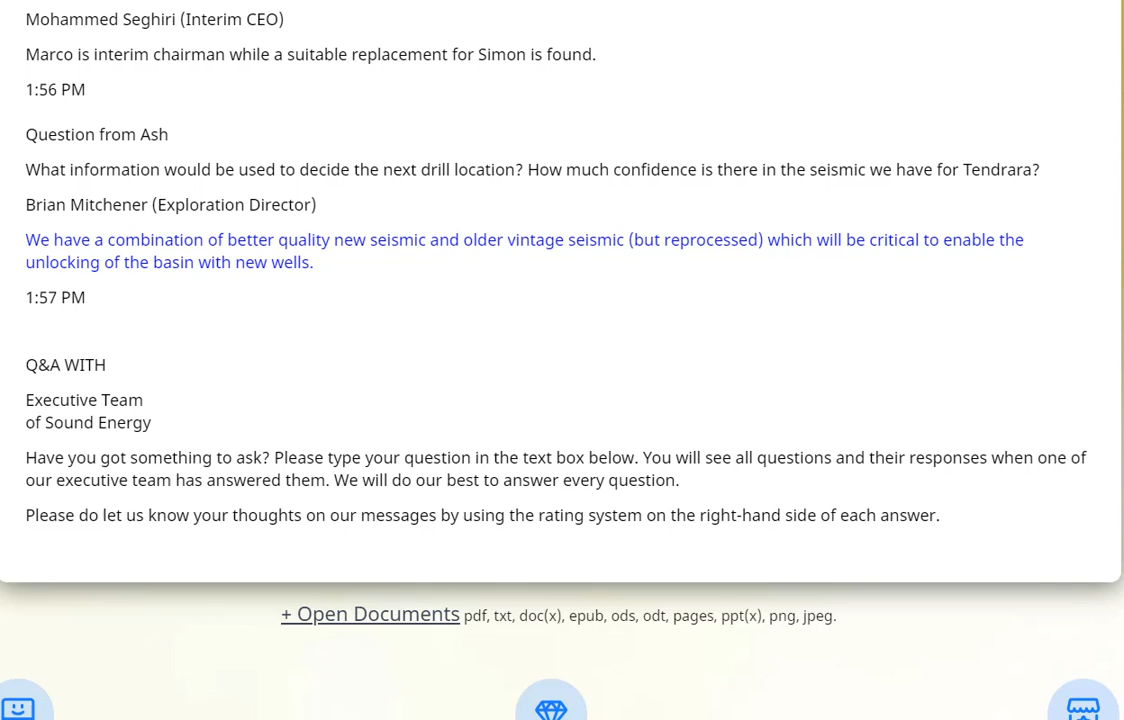 Mohammed Seghiri (Interim CEO)
Marco is interim chairman while a suitable replacement for Simon is found.
1:56 PM
Question from Ash
What information would be used to decide the next drill location? How much confidence is there in the seismic we have for Tendrara?
Brian Mitchener (Exploration Director)
We have a combination of better quality new seismic and older vintage seismic (but reprocessed) which will be critical to enable the
unlocking of the basin with new wells.
1:57 PM
Q&A WITH
Executive Team
of Sound Energy
Have you got something to ask? Please type your question in the text box below. You will see all questions and their responses when one of
our executive team has answered them. We will do our best to answer every question.
Please do let us know your thoughts on our messages by using the rating system on the right-hand side of each answer.
+ Open Documents pdf, txt, doc(x), epub, ods, odt, pages, ppt(x), png, jpeg.